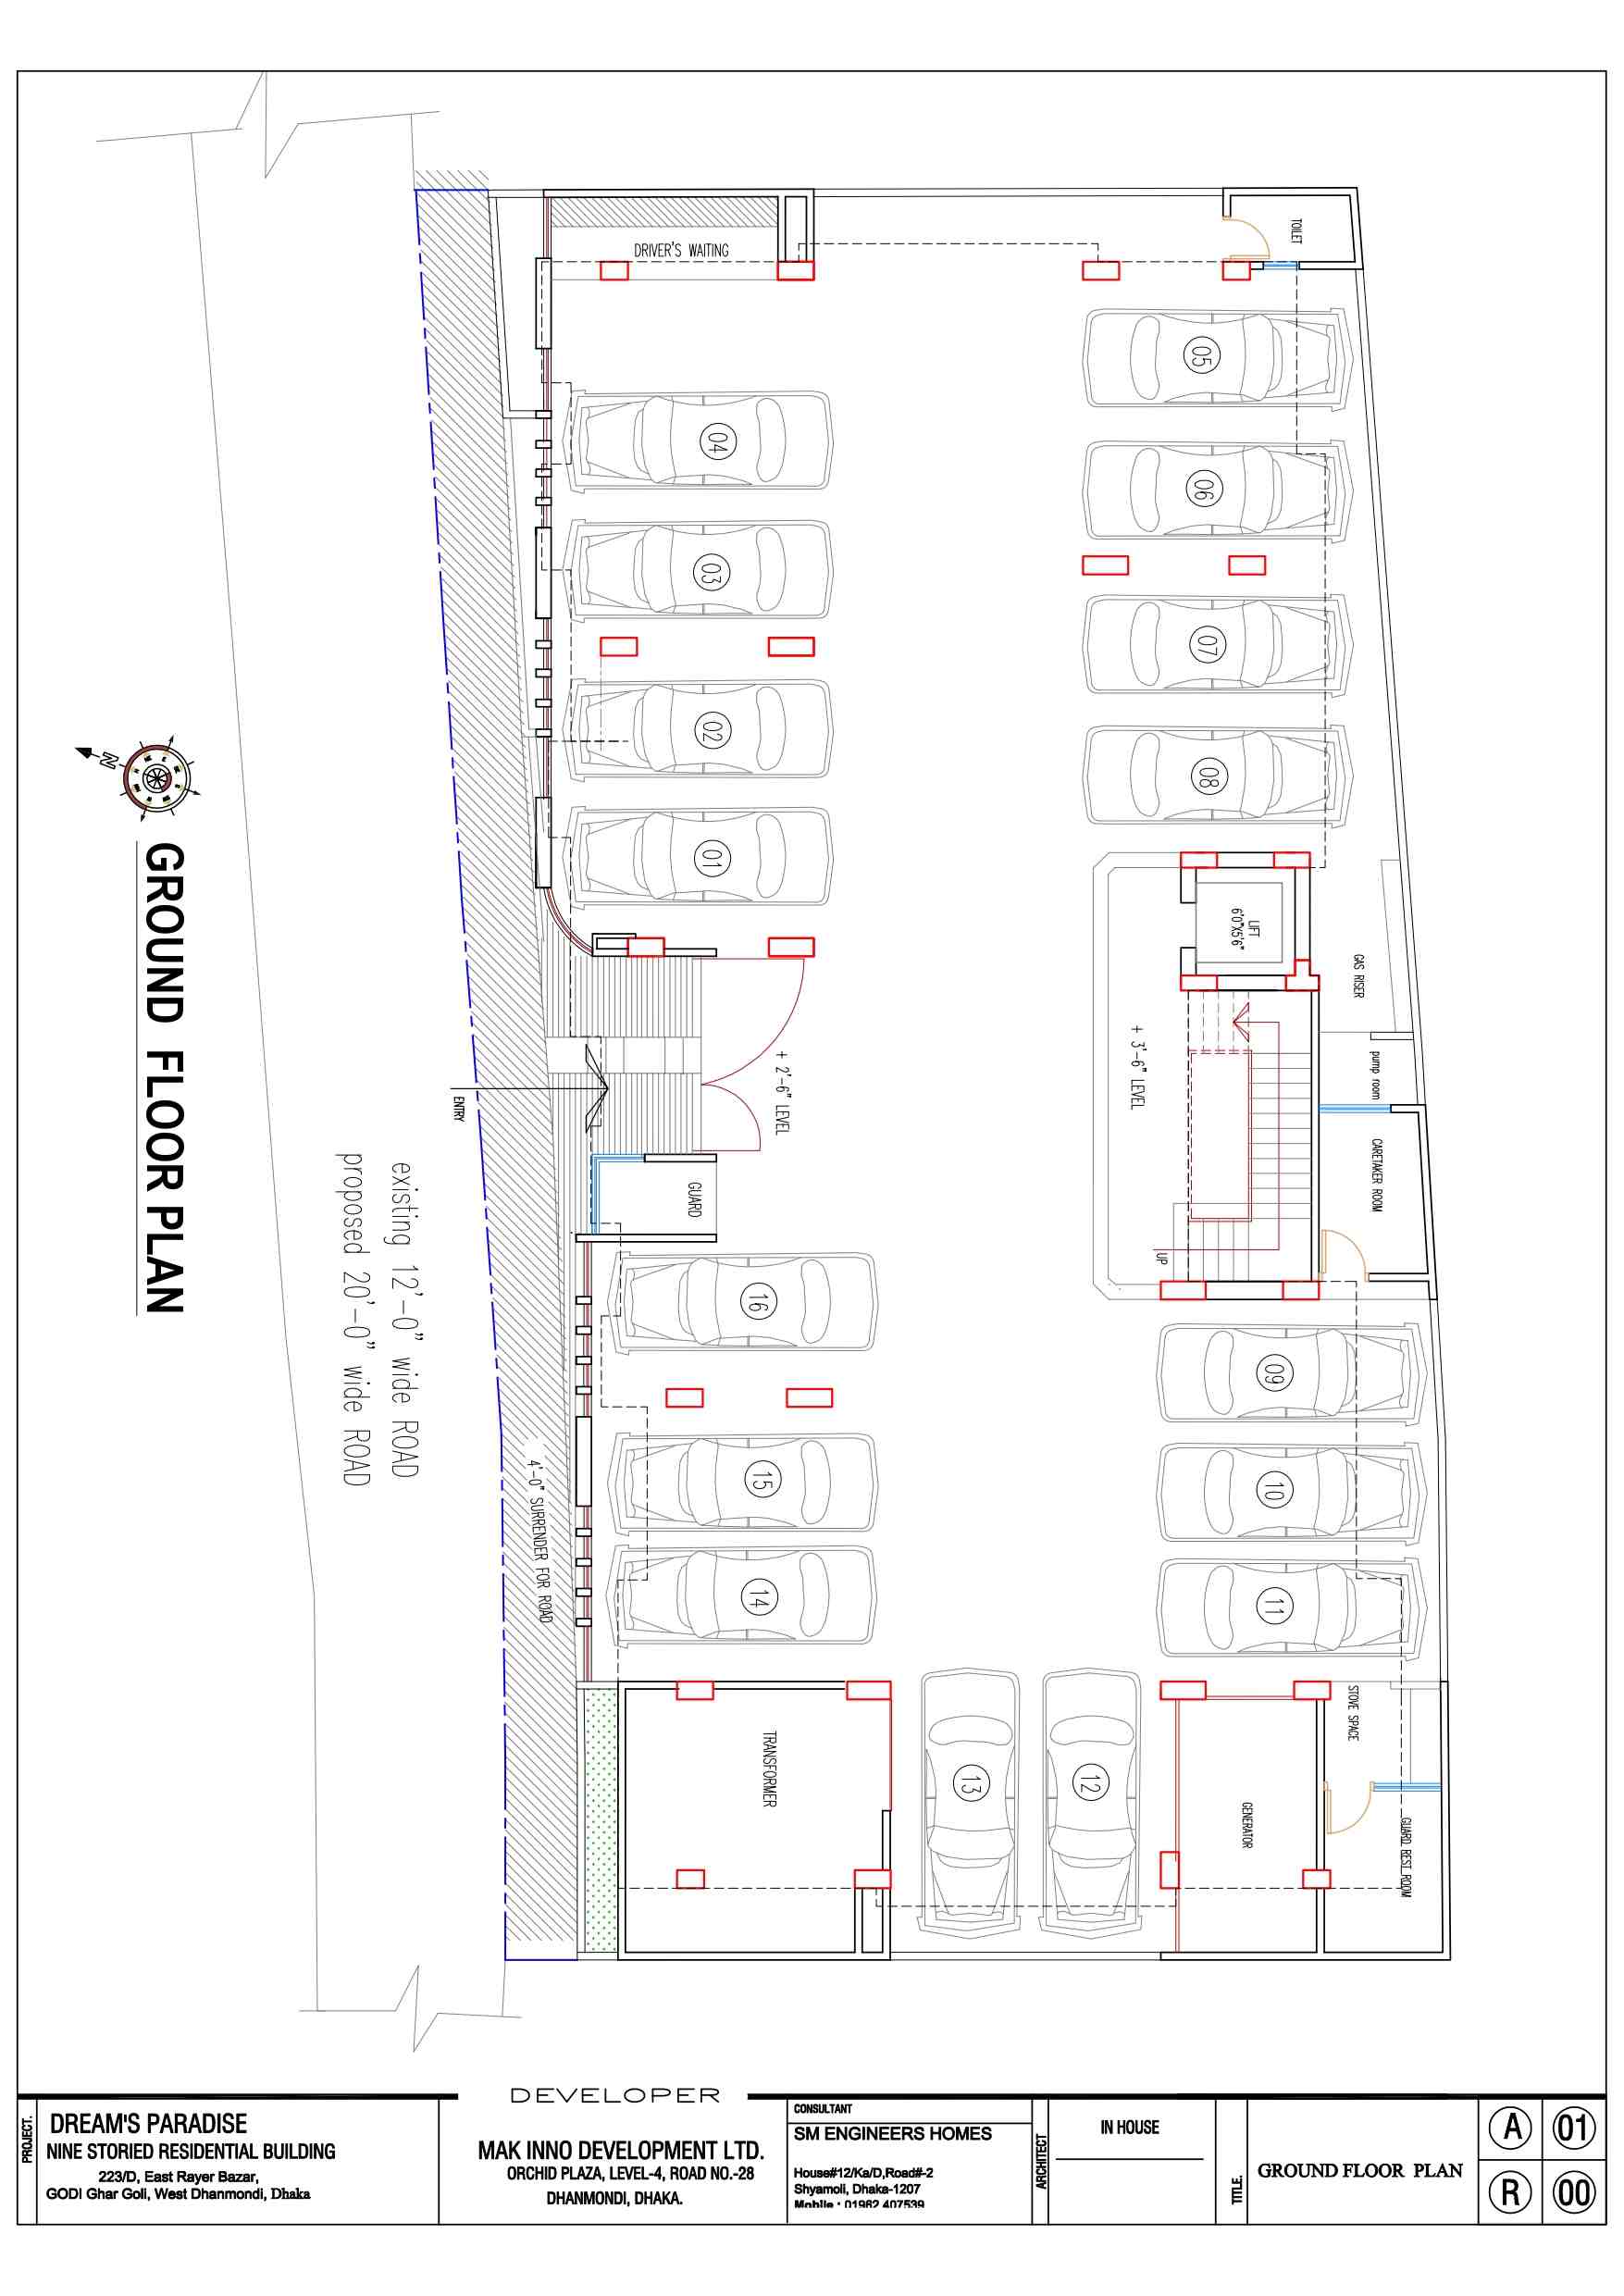 TOILET
DRIVER'S WAITING
05
04
06
03
07
02
08
01
LIFT
6'0"X5'6"
GAS RISER
+ 3'-6" LEVEL
pump room
+ 2'-6" LEVEL
ENTRY
CARETAKER ROOM
GUARD
UP
N
GROUND FLOOR PLAN
existing 12'-0" wide ROAD
proposed 20'-0" wide ROAD
16
09
15
10
4'-0" SURRENDER FOR ROAD
14
11
STOVE SPACE
TRANSFORMER
13
12
GENERATOR
GUARD REST ROOM
PROJECT.
DREAM'S PARADISE
NINE STORIED RESIDENTIAL BUILDING
223/D, East Rayer Bazar,
GODI Ghar Goli, West Dhanmondi, Dhaka
DEVELOPER
MAK INNO DEVELOPMENT LTD.
ORCHID PLAZA, LEVEL-4, ROAD NO.-28
DHANMONDI, DHAKA.
CONSULTANT
SM ENGINEERS HOMES
House#12/Ka/D,Road#-2
Shyamoli, Dhaka-1207
Mobile : 01962 407539
ARCHITECT
IN HOUSE
TITLE.
GROUND FLOOR PLAN
A 01
R 00